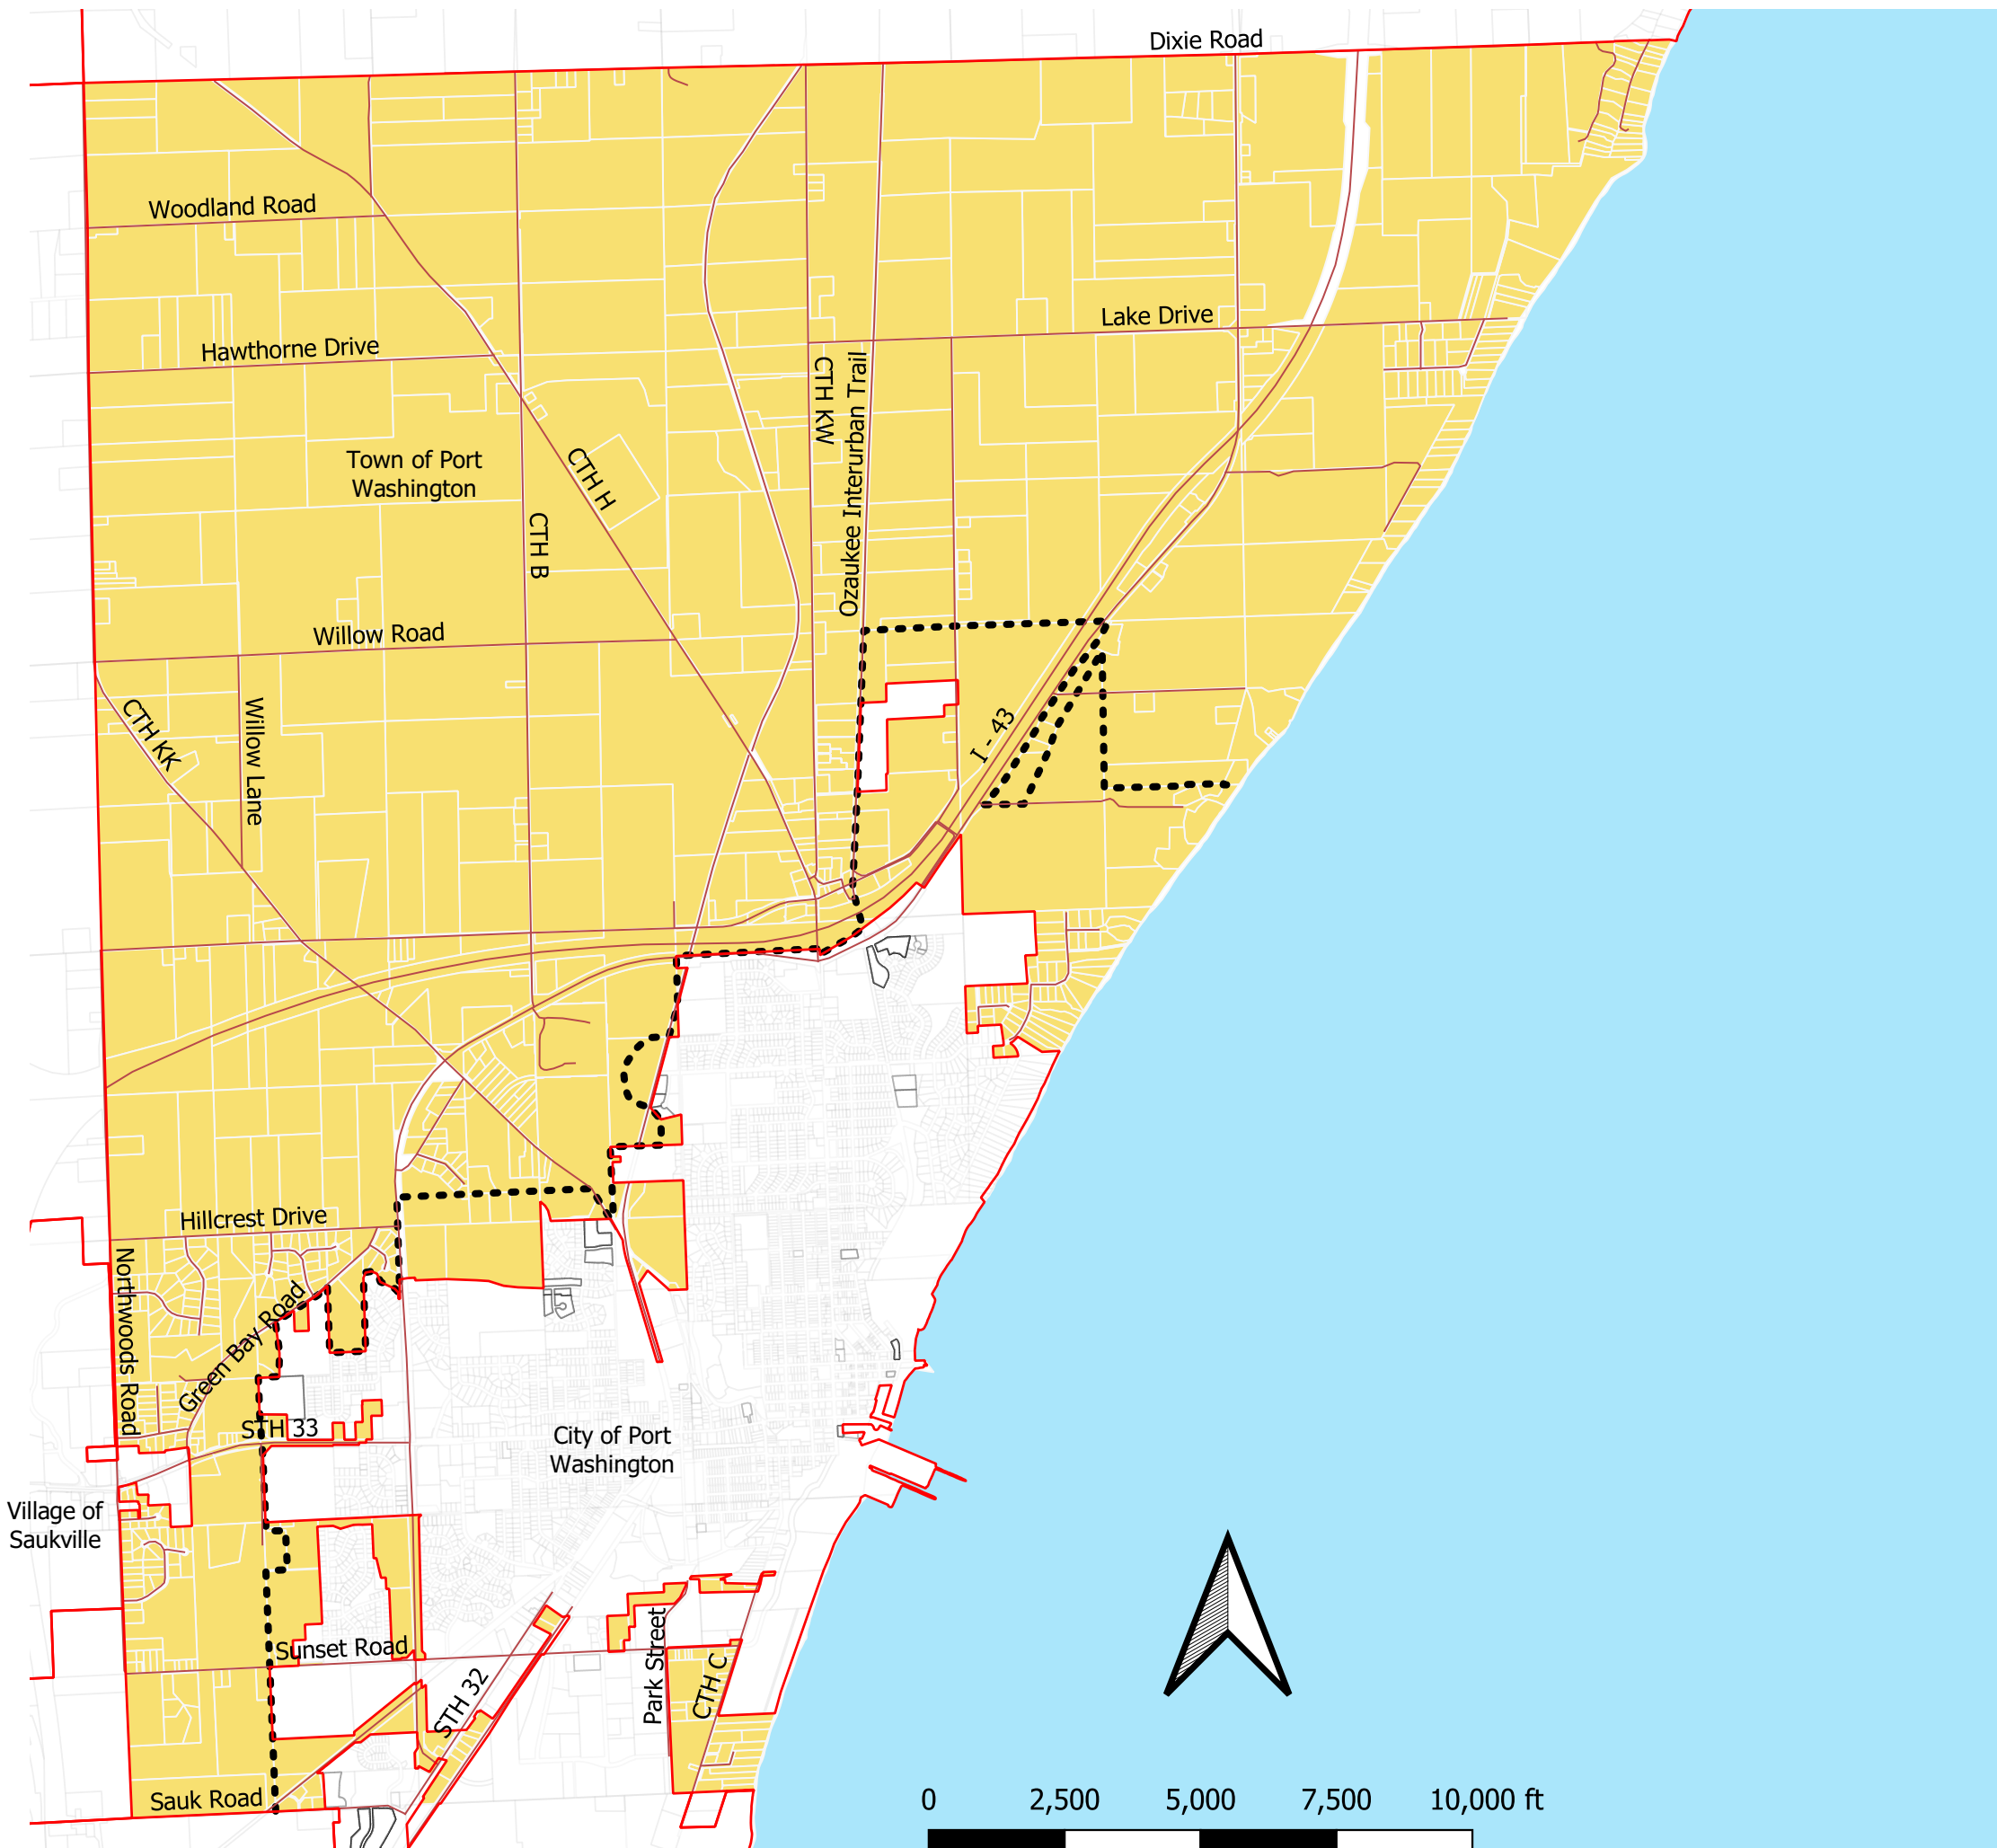 Dixie Road
Woodland Road
Lake Drive
Hawthorne Drive
CTH KW
Ozaukee Interurban Trail
Town of Port
Washington
CTH H
CTH B
Willow Road
CTH KK
Willow Lane
I - 43
Hillcrest Drive
Northwoods Road
Green Bay Road
STH 33
City of Port
Washington
Village of
Saukville
Sunset Road
Park Street
CTH C
STH 32
Sauk Road
0 2,500 5,000 7,500 10,000 ft